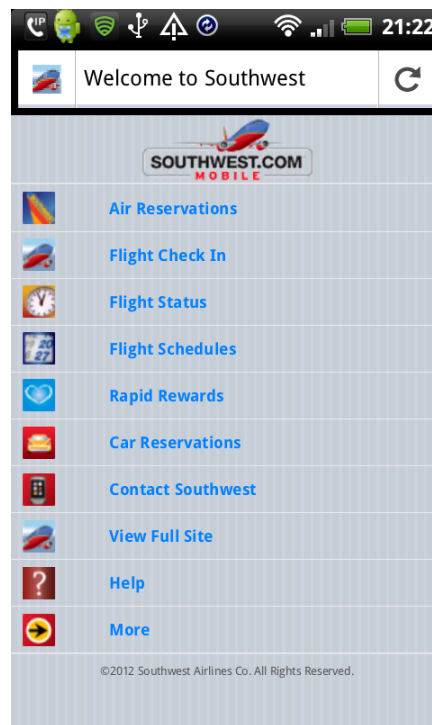 21:22
Welcome to Southwest
SOUTHWEST.COM
MOBILE
Air Reservations
Flight Check In
Flight Status
Flight Schedules
Rapid Rewards
Car Reservations
Contact Southwest
View Full Site
? Help
More
©2012 Southwest Airlines Co. All Rights Reserved.